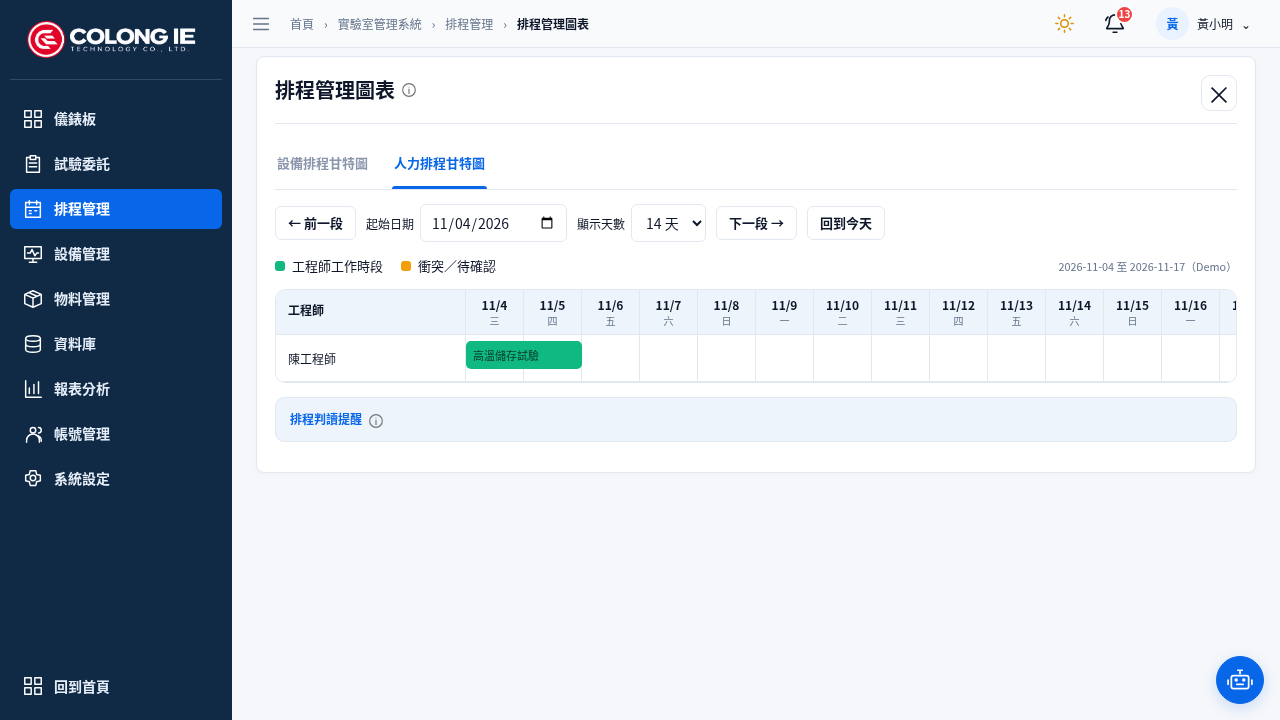 COLONG IE
TECHNOLOGY CO., LTD.
儀錶板
試驗委託
排程管理
設備管理
物料管理
資料庫
報表分析
帳號管理
系統設定
回到首頁
首頁 › 實驗室管理系統 › 排程管理 › 排程管理圖表
13
黃 黃小明
排程管理圖表
設備排程甘特圖 人力排程甘特圖
← 前一段 起始日期 11/04/2026 顯示天數 14 天 下一段 → 回到今天
工程師工作時段 衝突／待確認 2026-11-04 至 2026-11-17（Demo）
工程師 11/4 11/5 11/6 11/7 11/8 11/9 11/10 11/11 11/12 11/13 11/14 11/15 11/16
三 四 五 六 日 一 二 三 四 五 六 日 一
陳工程師 高溫儲存試驗
排程判讀提醒